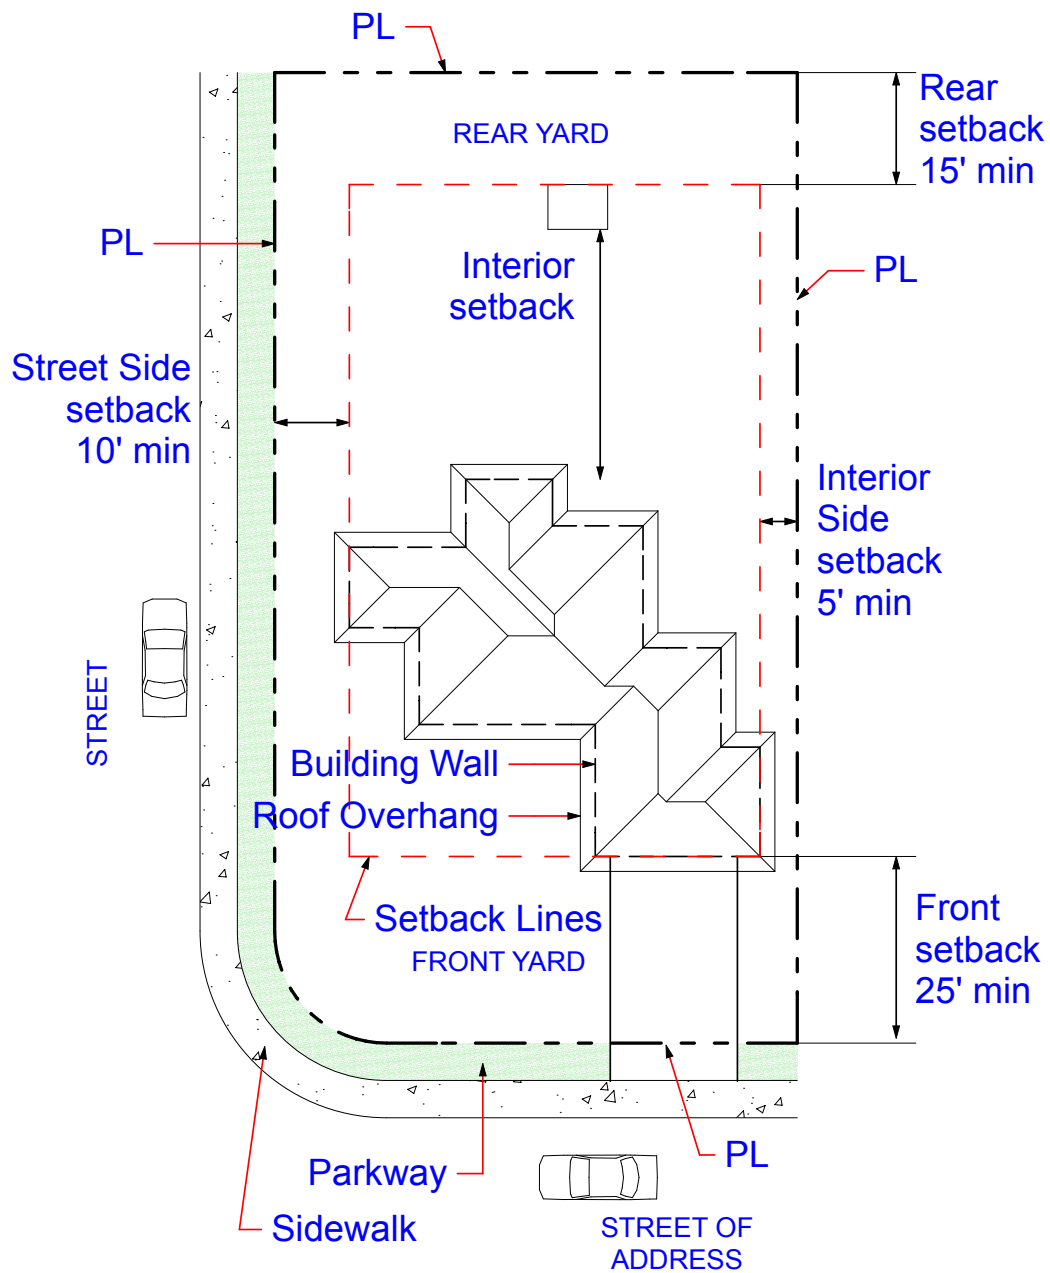 PL
Rear
setback
15' min
REAR YARD
PL
Interior
setback
PL
Street Side
setback
10' min
Interior
Side
setback
5' min
STREET
Building Wall
Roof Overhang
Setback Lines
FRONT YARD
Front
setback
25' min
PL
Parkway
Sidewalk
STREET OF
ADDRESS